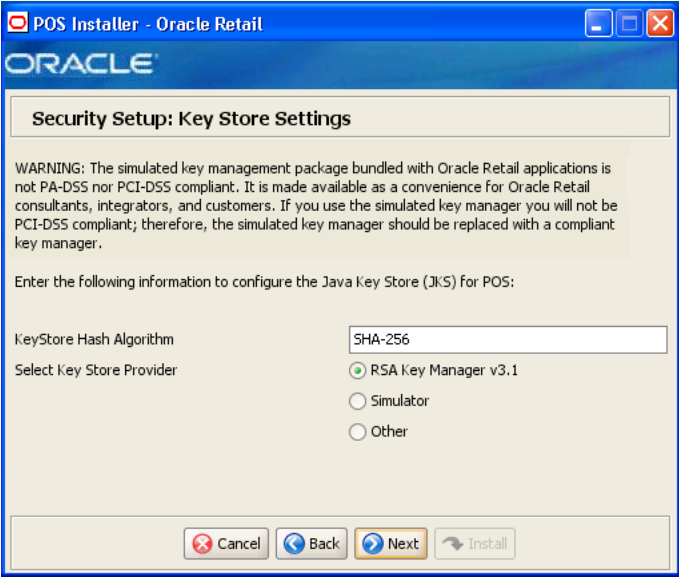 POS Installer - Oracle Retail
ORACLE
Security Setup: Key Store Settings
WARNING: The simulated key management package bundled with Oracle Retail applications is
not PA-DSS nor PCI-DSS compliant. It is made available as a convenience for Oracle Retail
consultants, integrators, and customers. If you use the simulated key manager you will not be
PCI-DSS compliant; therefore, the simulated key manager should be replaced with a compliant
key manager.
Enter the following information to configure the Java Key Store (JKS) for POS:
KeyStore Hash Algorithm SHA-256
Select Key Store Provider RSA Key Manager v3.1
Simulator
Other
Cancel Back Next Install